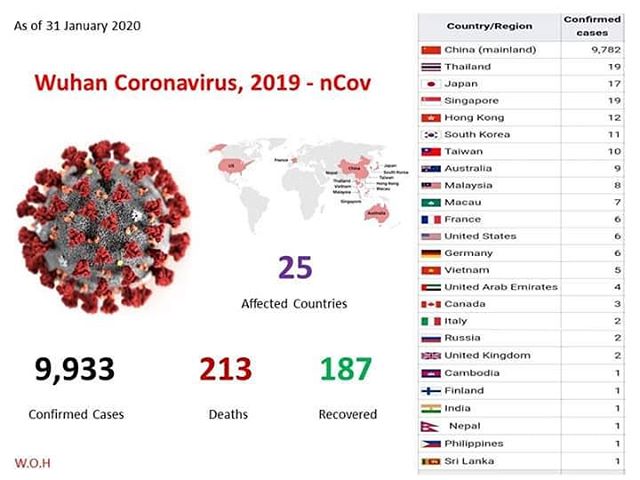 As of 31 January 2020
Wuhan Coronavirus, 2019 - nCov
US
France
China
Nepal
Japan
South Korea
Taiwan
Thailand
Hong Kong
Vietnam
Macau
Malaysia
Singapore
Australia
25
Affected Countries
9,933
Confirmed Cases
213
Deaths
187
Recovered
W.O.H
Country/Region Confirmed cases
China (mainland) 9,782
Thailand 19
Japan 17
Singapore 19
Hong Kong 12
South Korea 11
Taiwan 10
Australia 9
Malaysia 8
Macau 7
France 6
United States 6
Germany 6
Vietnam 5
United Arab Emirates 4
Canada 3
Italy 2
Russia 2
United Kingdom 2
Cambodia 1
Finland 1
India 1
Nepal 1
Philippines 1
Sri Lanka 1